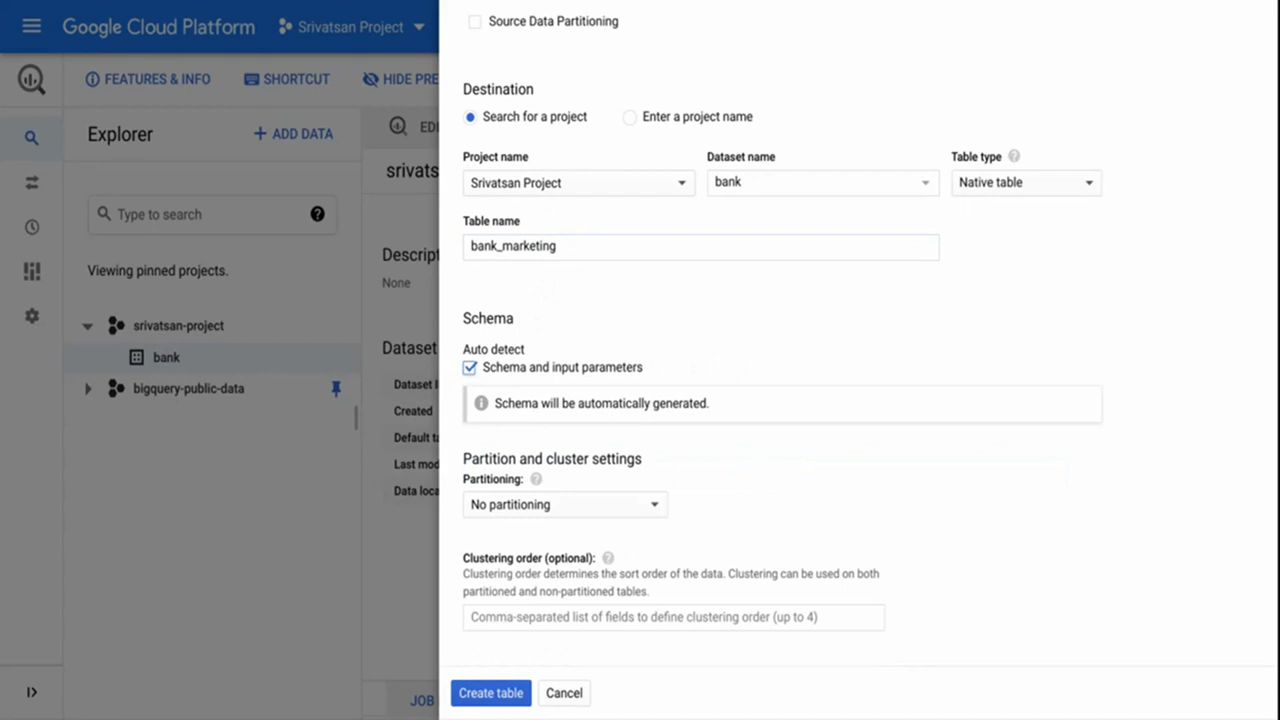 Google Cloud Platform
Srivatsan Project
FEATURES & INFO
SHORTCUT
HIDE PRE
Explorer
+ ADD DATA
Type to search
Viewing pinned projects.
srivatsan-project
bank
bigquery-public-data
EDI
srivats
Descript
None
Dataset
Dataset I
Created
Default ta
Last mod
Data loca
JOB
Source Data Partitioning
Destination
Search for a project
Enter a project name
Project name
Dataset name
Table type
Srivatsan Project
bank
Native table
Table name
bank_marketing
Schema
Auto detect
Schema and input parameters
Schema will be automatically generated.
Partition and cluster settings
Partitioning:
No partitioning
Clustering order (optional):
Clustering order determines the sort order of the data. Clustering can be used on both
partitioned and non-partitioned tables.
Comma-separated list of fields to define clustering order (up to 4)
Create table
Cancel